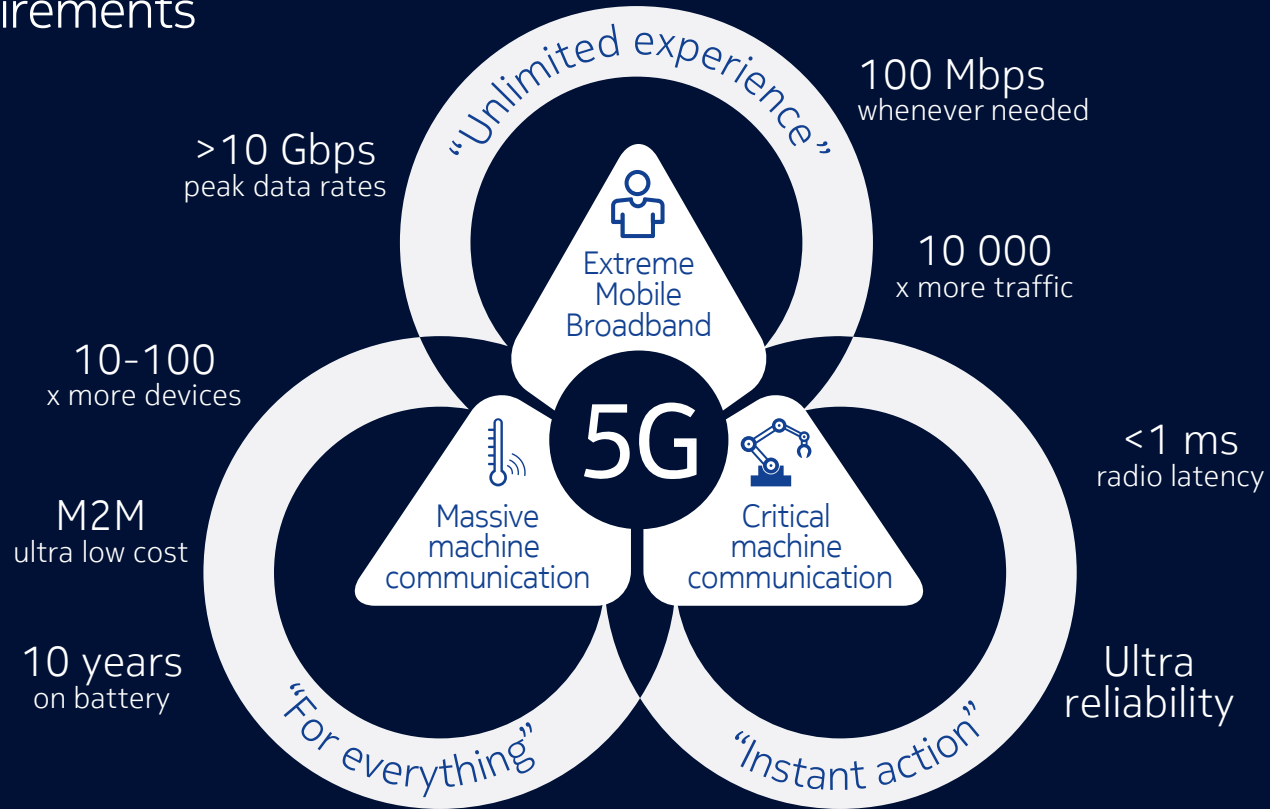 irements
“Unlimited experience”
100 Mbps
whenever needed
>10 Gbps
peak data rates
10 000
x more traffic
Extreme
Mobile
Broadband
10-100
x more devices
5G
<1 ms
radio latency
M2M
ultra low cost
Massive
machine
communication
Critical
machine
communication
10 years
on battery
Ultra
reliability
“For everything”
“Instant action”